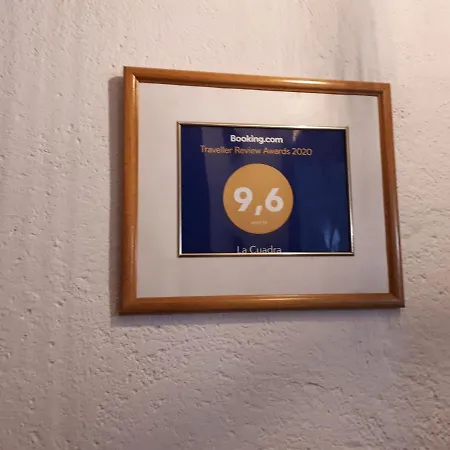 Booking.com
Traveller Review Awards 2020
9,6
La Cuadra